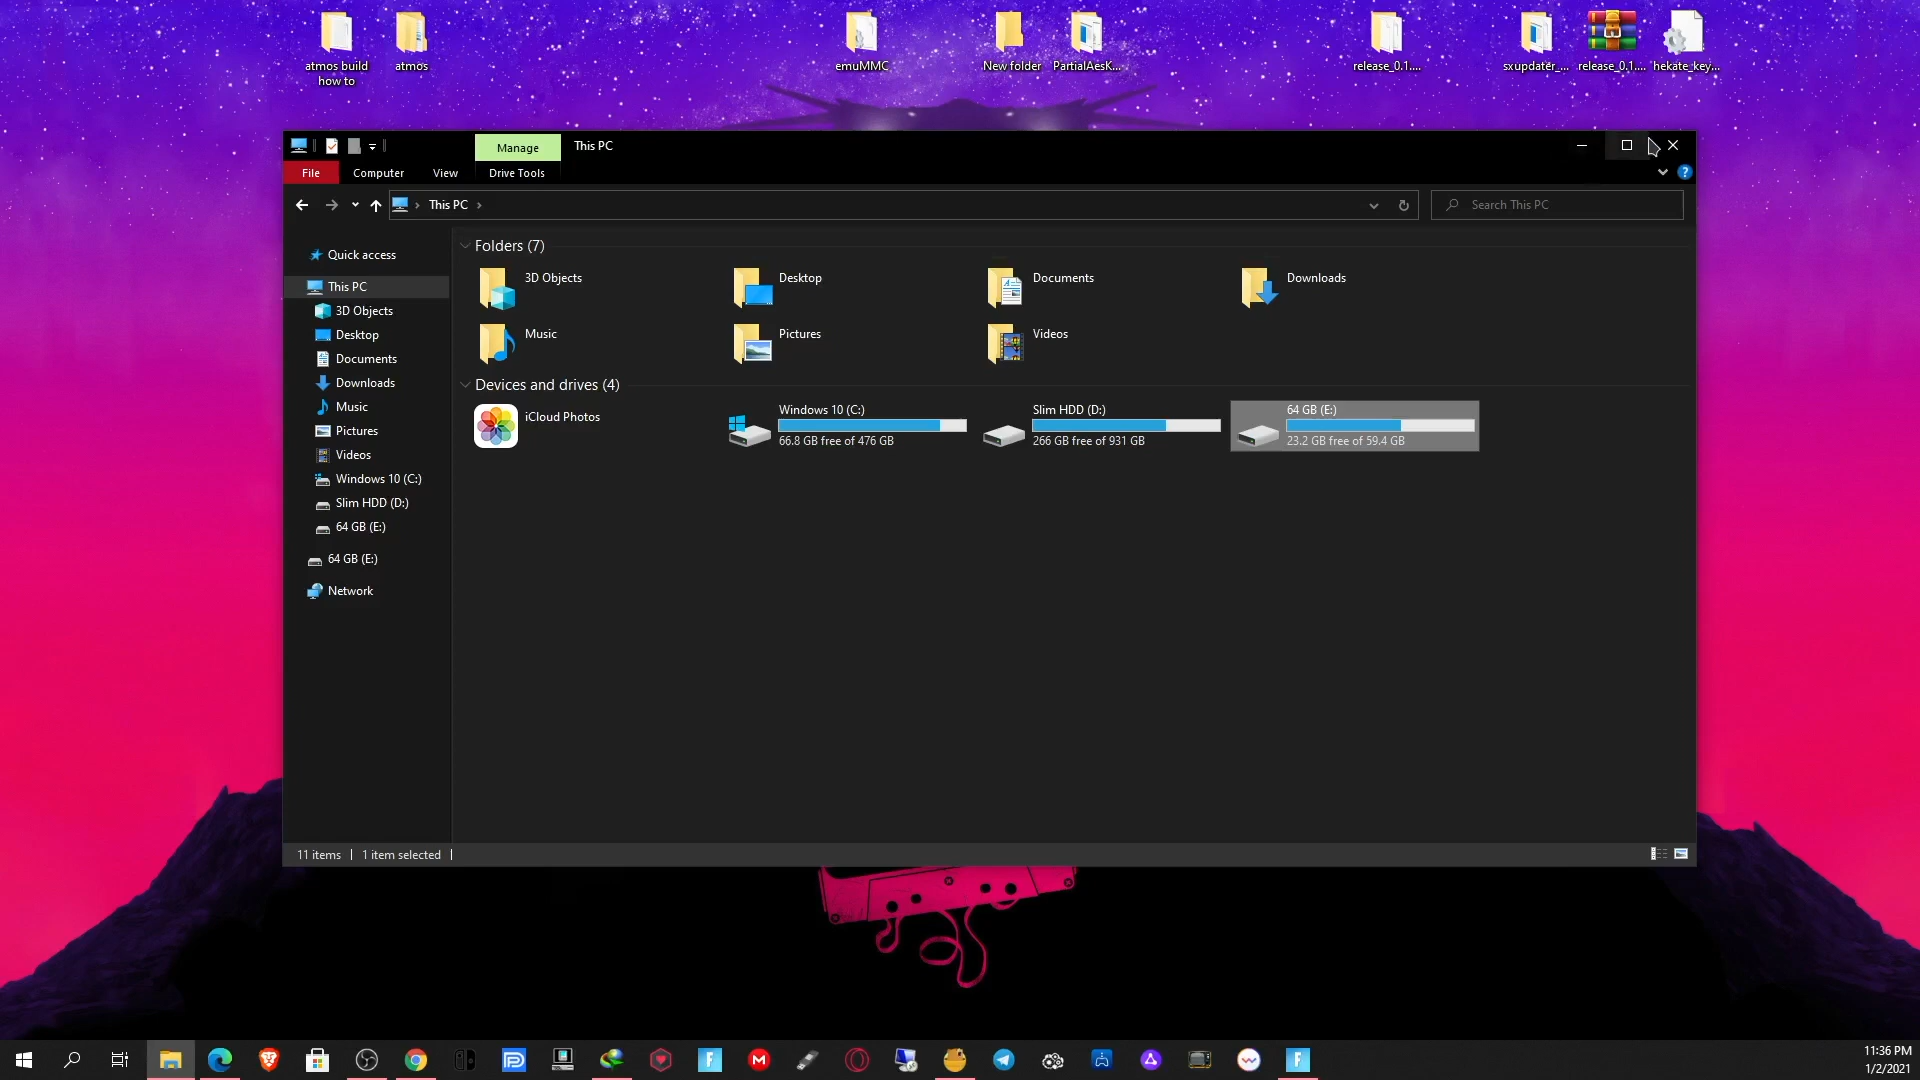 atmos build
how to
atmos
emuMMC
New folder
PartialAesK...
release_0.1....
sxupdater_...
release_0.1....
hekate_key...
Manage
This PC
File
Computer
View
Drive Tools
This PC
Search This PC
Quick access
This PC
3D Objects
Desktop
Documents
Downloads
Music
Pictures
Videos
Windows 10 (C:)
Slim HDD (D:)
64 GB (E:)
64 GB (E:)
Network
Folders (7)
3D Objects
Desktop
Documents
Downloads
Music
Pictures
Videos
Devices and drives (4)
iCloud Photos
Windows 10 (C:)
66.8 GB free of 476 GB
Slim HDD (D:)
266 GB free of 931 GB
64 GB (E:)
23.2 GB free of 59.4 GB
11 items
1 item selected
11:36 PM
1/2/2021